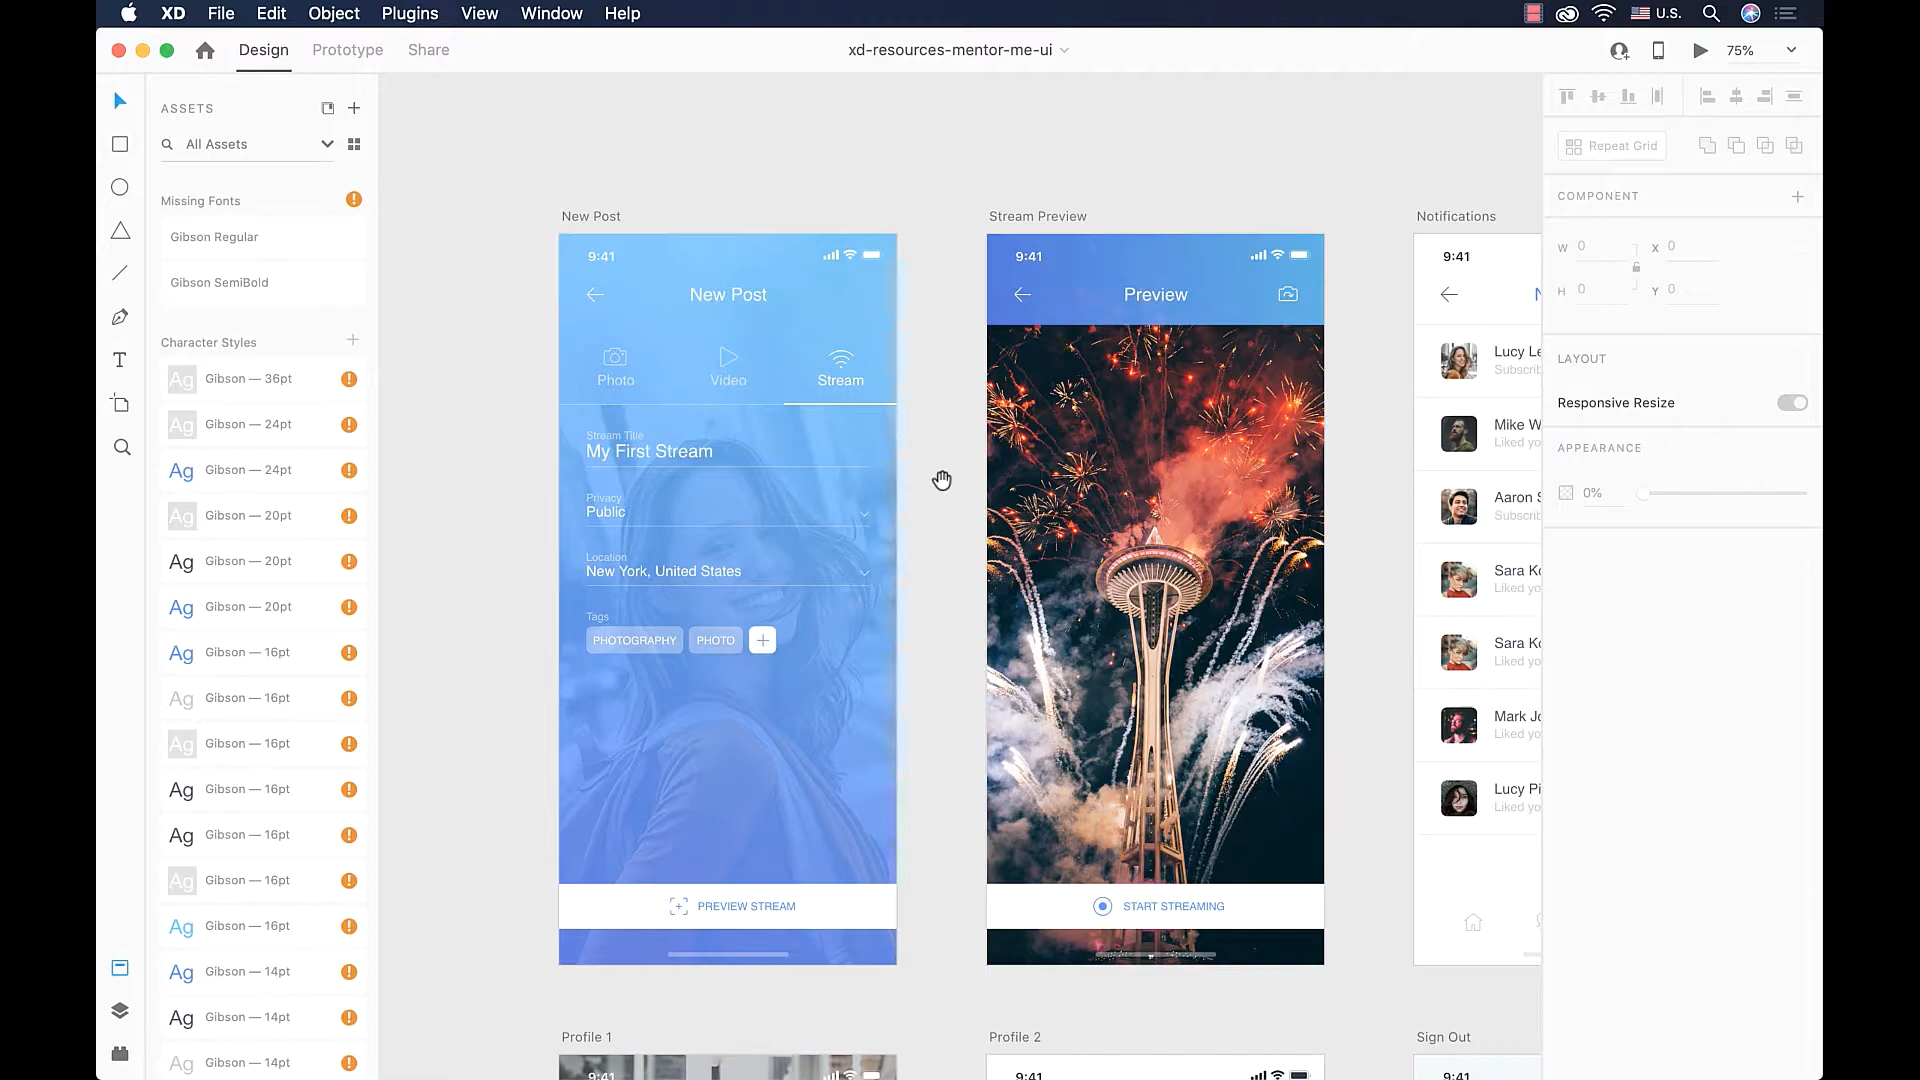 XD File Edit Object Plugins View Window Help
U.S.
Design Prototype Share
xd-resources-mentor-me-ui
75%
ASSETS
All Assets
Missing Fonts
Gibson Regular
Gibson SemiBold
Character Styles
Ag Gibson — 36pt
Ag Gibson — 24pt
Ag Gibson — 24pt
Ag Gibson — 20pt
Ag Gibson — 20pt
Ag Gibson — 20pt
Ag Gibson — 16pt
Ag Gibson — 16pt
Ag Gibson — 16pt
Ag Gibson — 16pt
Ag Gibson — 16pt
Ag Gibson — 16pt
Ag Gibson — 16pt
Ag Gibson — 14pt
Ag Gibson — 14pt
Ag Gibson — 14pt
New Post
9:41
New Post
Photo
Video
Stream
Stream Title
My First Stream
Privacy
Public
Location
New York, United States
Tags
PHOTOGRAPHY PHOTO
PREVIEW STREAM
Stream Preview
9:41
Preview
START STREAMING
Notifications
9:41
N
Lucy Le
Subscrib
Mike W
Liked yo
Aaron S
Subscrib
Sara Ko
Liked yo
Sara Ko
Liked yo
Mark Jo
Liked yo
Lucy Pi
Liked yo
Profile 1
9:41
Profile 2
9:41
Sign Out
9:41
Repeat Grid
COMPONENT
W 0 X 0
H 0 Y 0
LAYOUT
Responsive Resize
APPEARANCE
0%